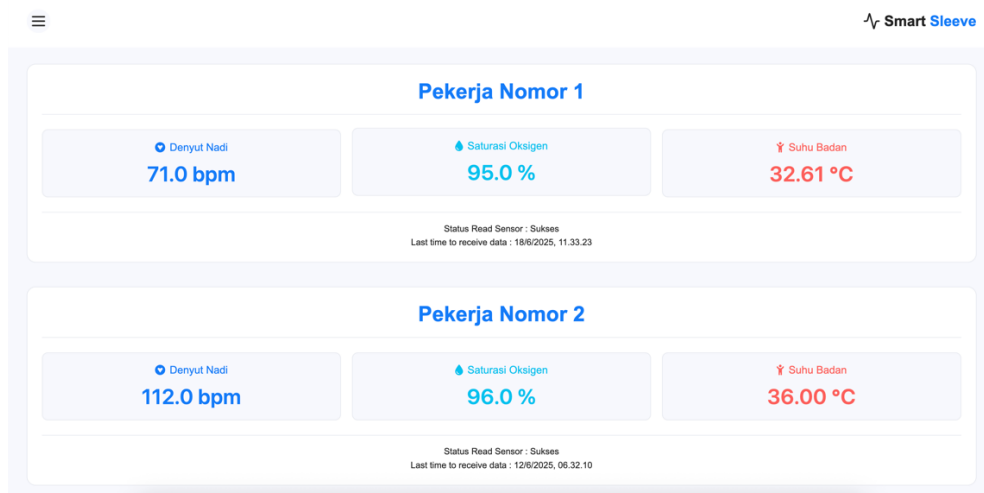 Smart Sleeve
Pekerja Nomor 1
Denyut Nadi
71.0 bpm
Saturasi Oksigen
95.0 %
Suhu Badan
32.61 °C
Status Read Sensor : Sukses
Last time to receive data : 18/6/2025, 11.33.23
Pekerja Nomor 2
Denyut Nadi
112.0 bpm
Saturasi Oksigen
96.0 %
Suhu Badan
36.00 °C
Status Read Sensor : Sukses
Last time to receive data : 12/6/2025, 06.32.10